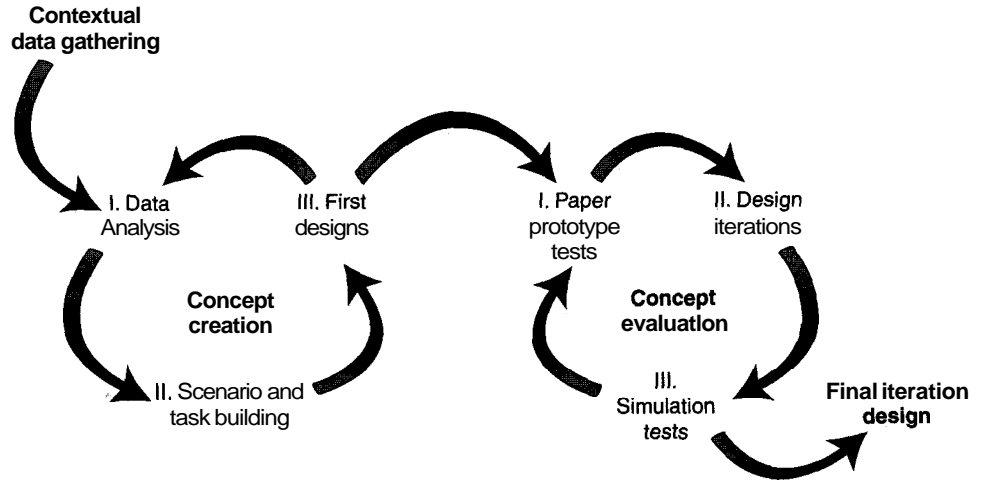 Contextual
data gathering
I. Data
Analysis
III. First
designs
I. Paper
prototype
tests
II. Design
iterations
Concept
creation
Concept
evaluation
II. Scenario and
task building
III.
Simulation
tests
Final iteration
design